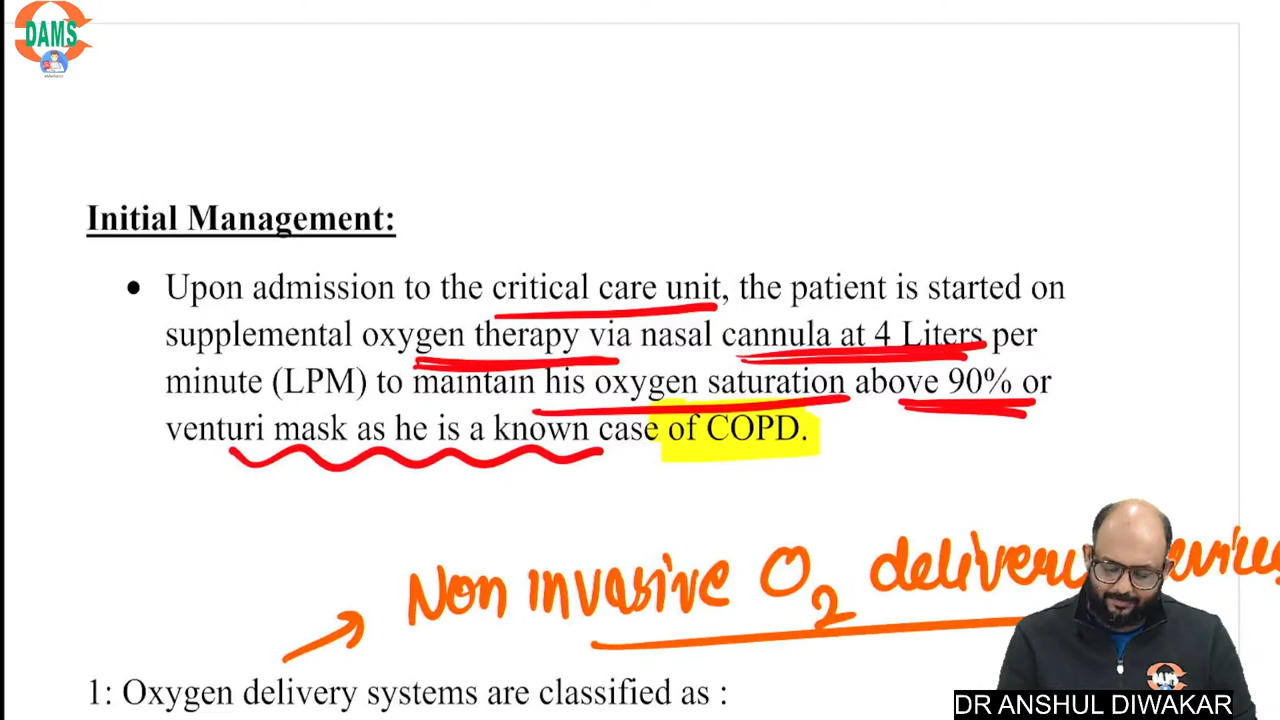 DAMS
Initial Management:
• Upon admission to the critical care unit, the patient is started on
supplemental oxygen therapy via nasal cannula at 4 Liters per
minute (LPM) to maintain his oxygen saturation above 90% or
venturi mask as he is a known case of COPD.
→ Non invasive O2
1: Oxygen delivery systems are classified as :
DR ANSHUL DIWAKAR